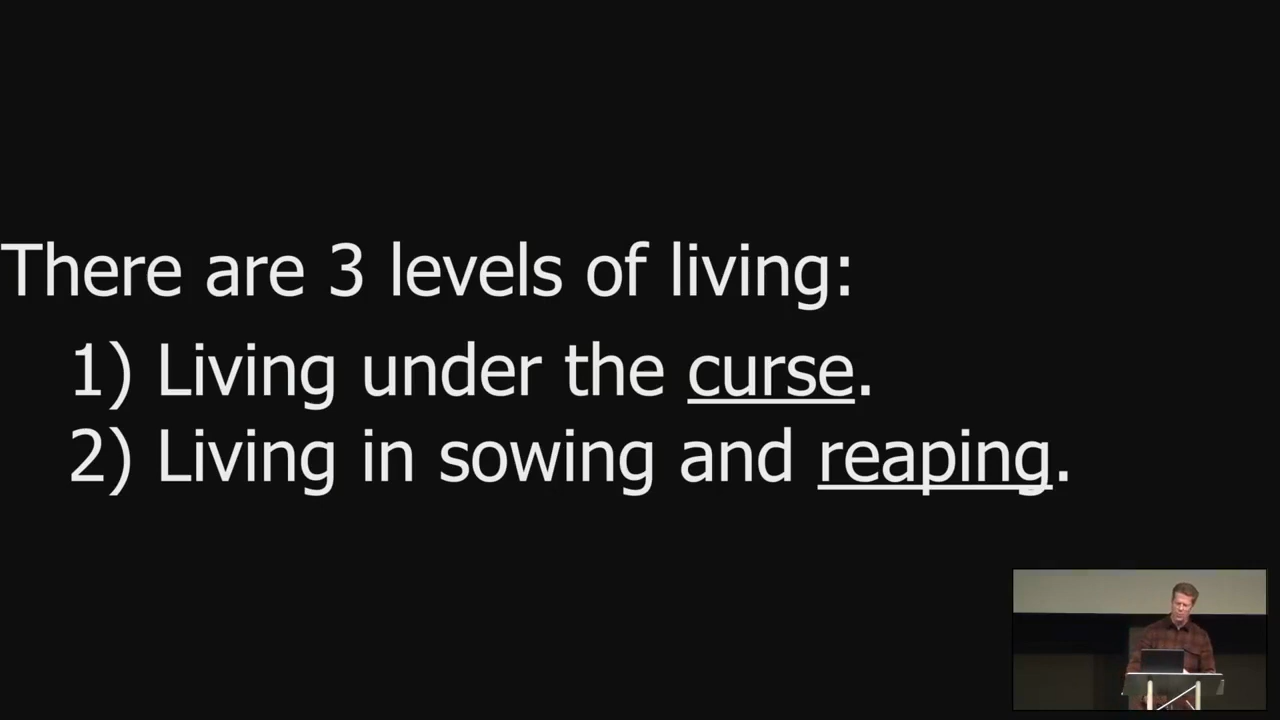 There are 3 levels of living:
1) Living under the curse.
2) Living in sowing and reaping.